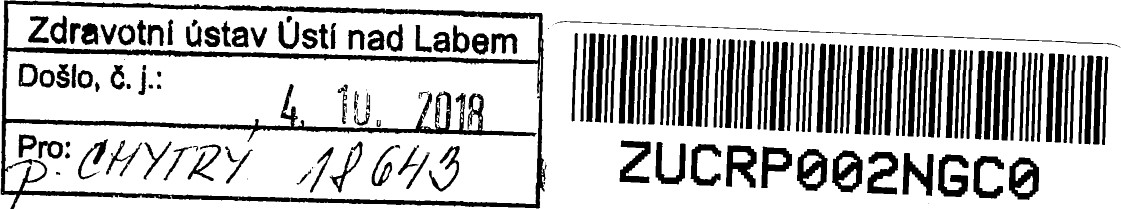 Zdravotní ústav Ústí nad Labem
Došlo, č. j.:
4. 10. 2018
Pro:
p. CHYTRÝ 18643
ZUCRP002NGC0